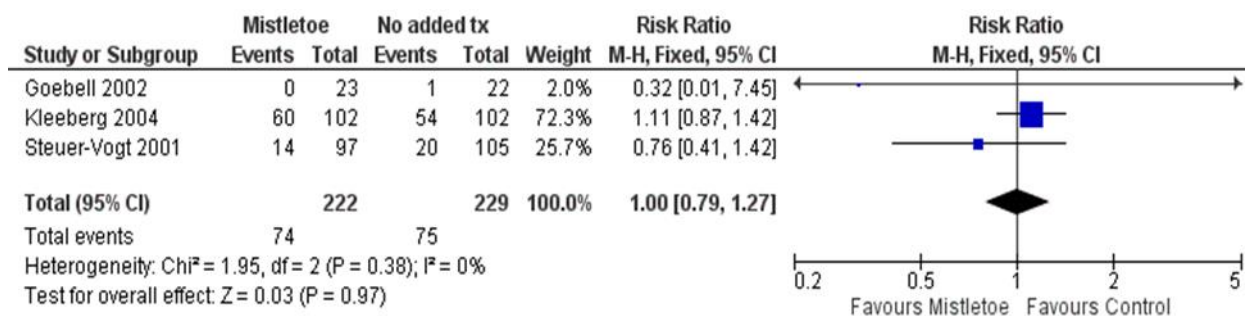 Mistletoe No added tx Risk Ratio Risk Ratio
Study or Subgroup Events Total Events Total Weight M-H, Fixed, 95% CI M-H, Fixed, 95% CI
Goebell 2002 0 23 1 22 2.0% 0.32 [0.01, 7.45]
Kleeberg 2004 60 102 54 102 72.3% 1.11 [0.87, 1.42]
Steuer-Vogt 2001 14 97 20 105 25.7% 0.76 [0.41, 1.42]
Total (95% CI) 222 229 100.0% 1.00 [0.79, 1.27]
Total events 74 75
Heterogeneity: Chi² = 1.95, df = 2 (P = 0.38); I² = 0%
Test for overall effect: Z = 0.03 (P = 0.97)
0.2 0.5 1 2 5
Favours Mistletoe Favours Control